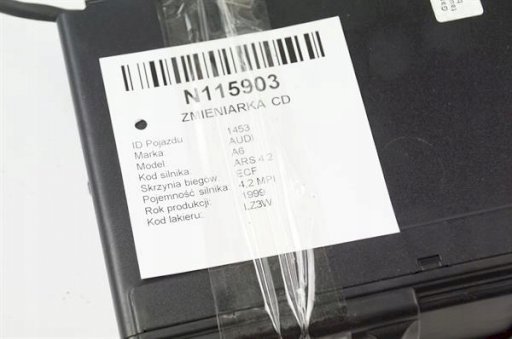 N115903
ZMIENIARKA CD
ID Pojazdu 1453
Marka AUDI
Model A6
Kod silnika ARS 4.2
Skrzynia biegów: ECF
Pojemność silnika 4,2 MPI
Rok produkcji: 1999
Kod lakieru: LZ3W